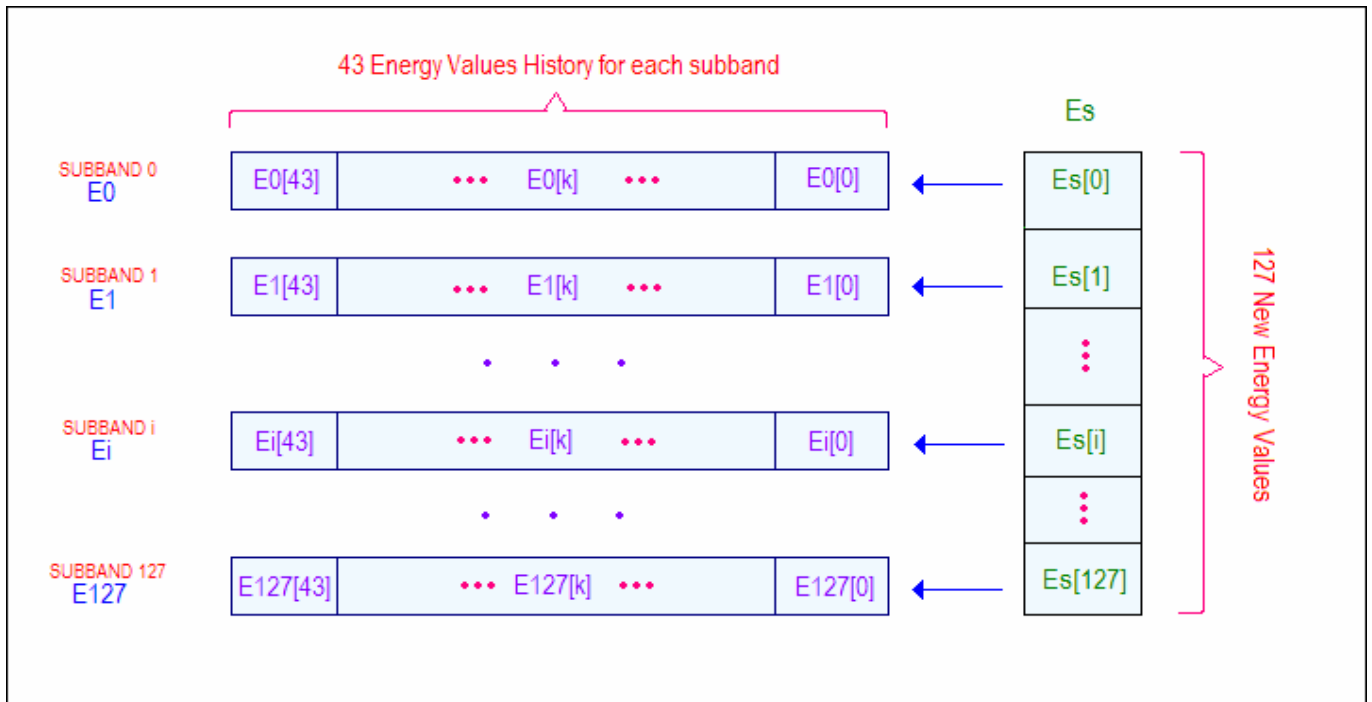 43 Energy Values History for each subband
Es
SUBBAND 0
E0
E0[43] ••• E0[k] ••• E0[0]
Es[0]
SUBBAND 1
E1
E1[43] ••• E1[k] ••• E1[0]
Es[1]
SUBBAND i
Ei
Ei[43] ••• Ei[k] ••• Ei[0]
Es[i]
SUBBAND 127
E127
E127[43] ••• E127[k] ••• E127[0]
Es[127]
127 New Energy Values